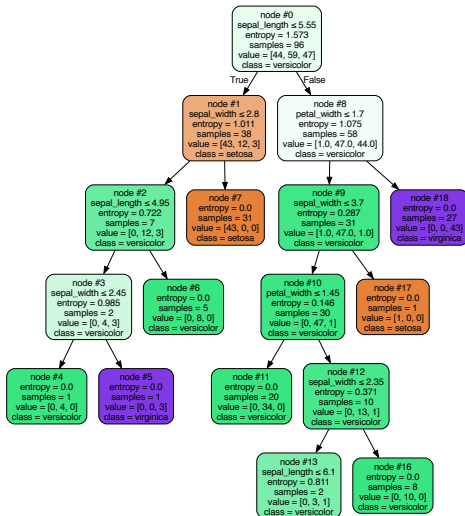 node #0
sepal_length ≤ 5.55
entropy = 1.573
samples = 96
value = [44, 59, 47]
class = versicolor
True
False
node #1
sepal_width ≤ 2.8
entropy = 1.011
samples = 38
value = [43, 12, 3]
class = setosa
node #8
petal_width ≤ 1.7
entropy = 1.075
samples = 58
value = [1.0, 47.0, 44.0]
class = versicolor
node #2
sepal_length ≤ 4.95
entropy = 0.722
samples = 7
value = [0, 12, 3]
class = versicolor
node #7
entropy = 0.0
samples = 31
value = [43, 0, 0]
class = setosa
node #9
sepal_width ≤ 3.7
entropy = 0.287
samples = 31
value = [1.0, 47.0, 1.0]
class = versicolor
node #18
entropy = 0.0
samples = 27
value = [0, 0, 43]
class = virginica
node #3
sepal_width ≤ 2.45
entropy = 0.985
samples = 2
value = [0, 4, 3]
class = versicolor
node #6
entropy = 0.0
samples = 5
value = [0, 8, 0]
class = versicolor
node #10
petal_width ≤ 1.45
entropy = 0.146
samples = 30
value = [0, 47, 1]
class = versicolor
node #17
entropy = 0.0
samples = 1
value = [1, 0, 0]
class = setosa
node #4
entropy = 0.0
samples = 1
value = [0, 4, 0]
class = versicolor
node #5
entropy = 0.0
samples = 1
value = [0, 0, 3]
class = virginica
node #11
entropy = 0.0
samples = 20
value = [0, 34, 0]
class = versicolor
node #12
sepal_width ≤ 2.35
entropy = 0.371
samples = 10
value = [0, 13, 1]
class = versicolor
node #13
sepal_length ≤ 6.1
entropy = 0.811
samples = 2
value = [0, 3, 1]
class = versicolor
node #16
entropy = 0.0
samples = 8
value = [0, 10, 0]
class = versicolor